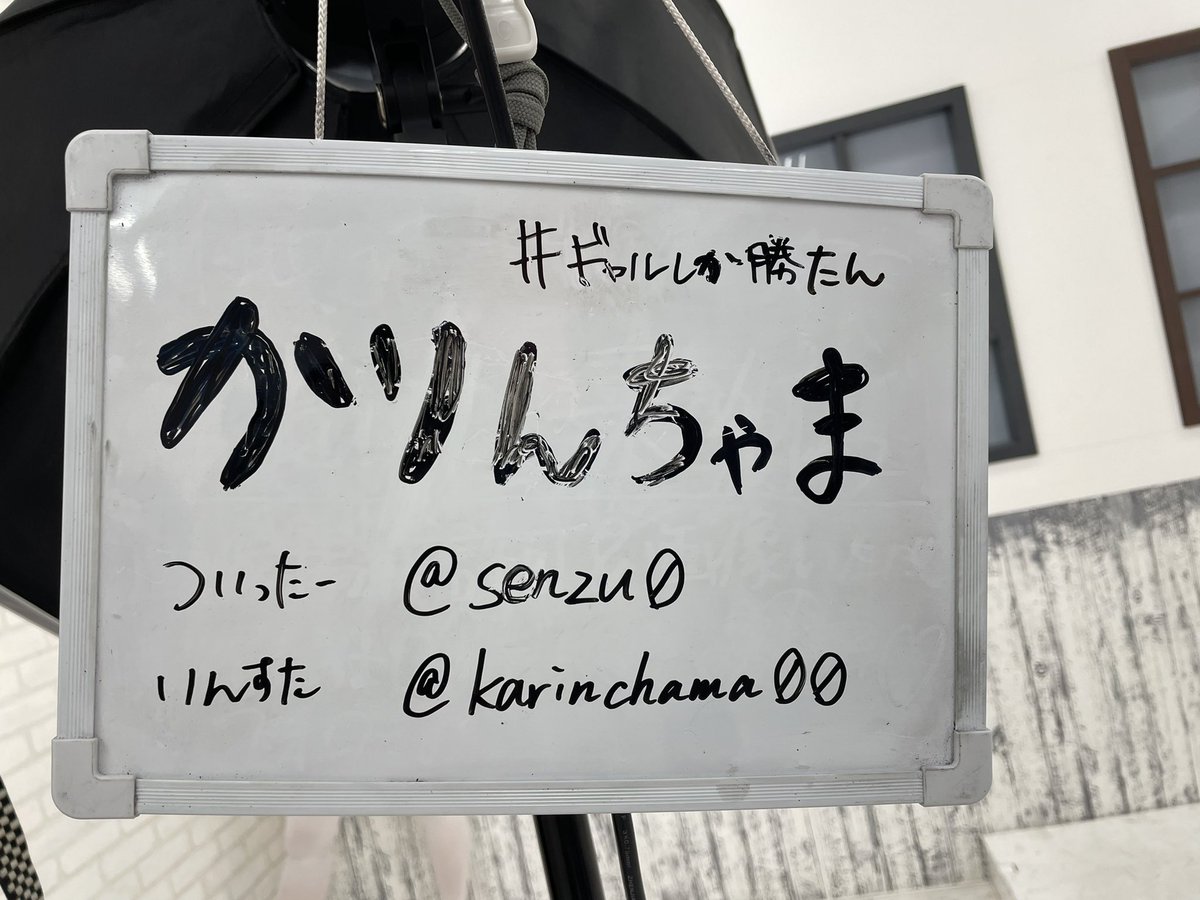 #ギャルしか勝たん
かりんちゃま
ついったー @senzu0
いんすた @karinchama00